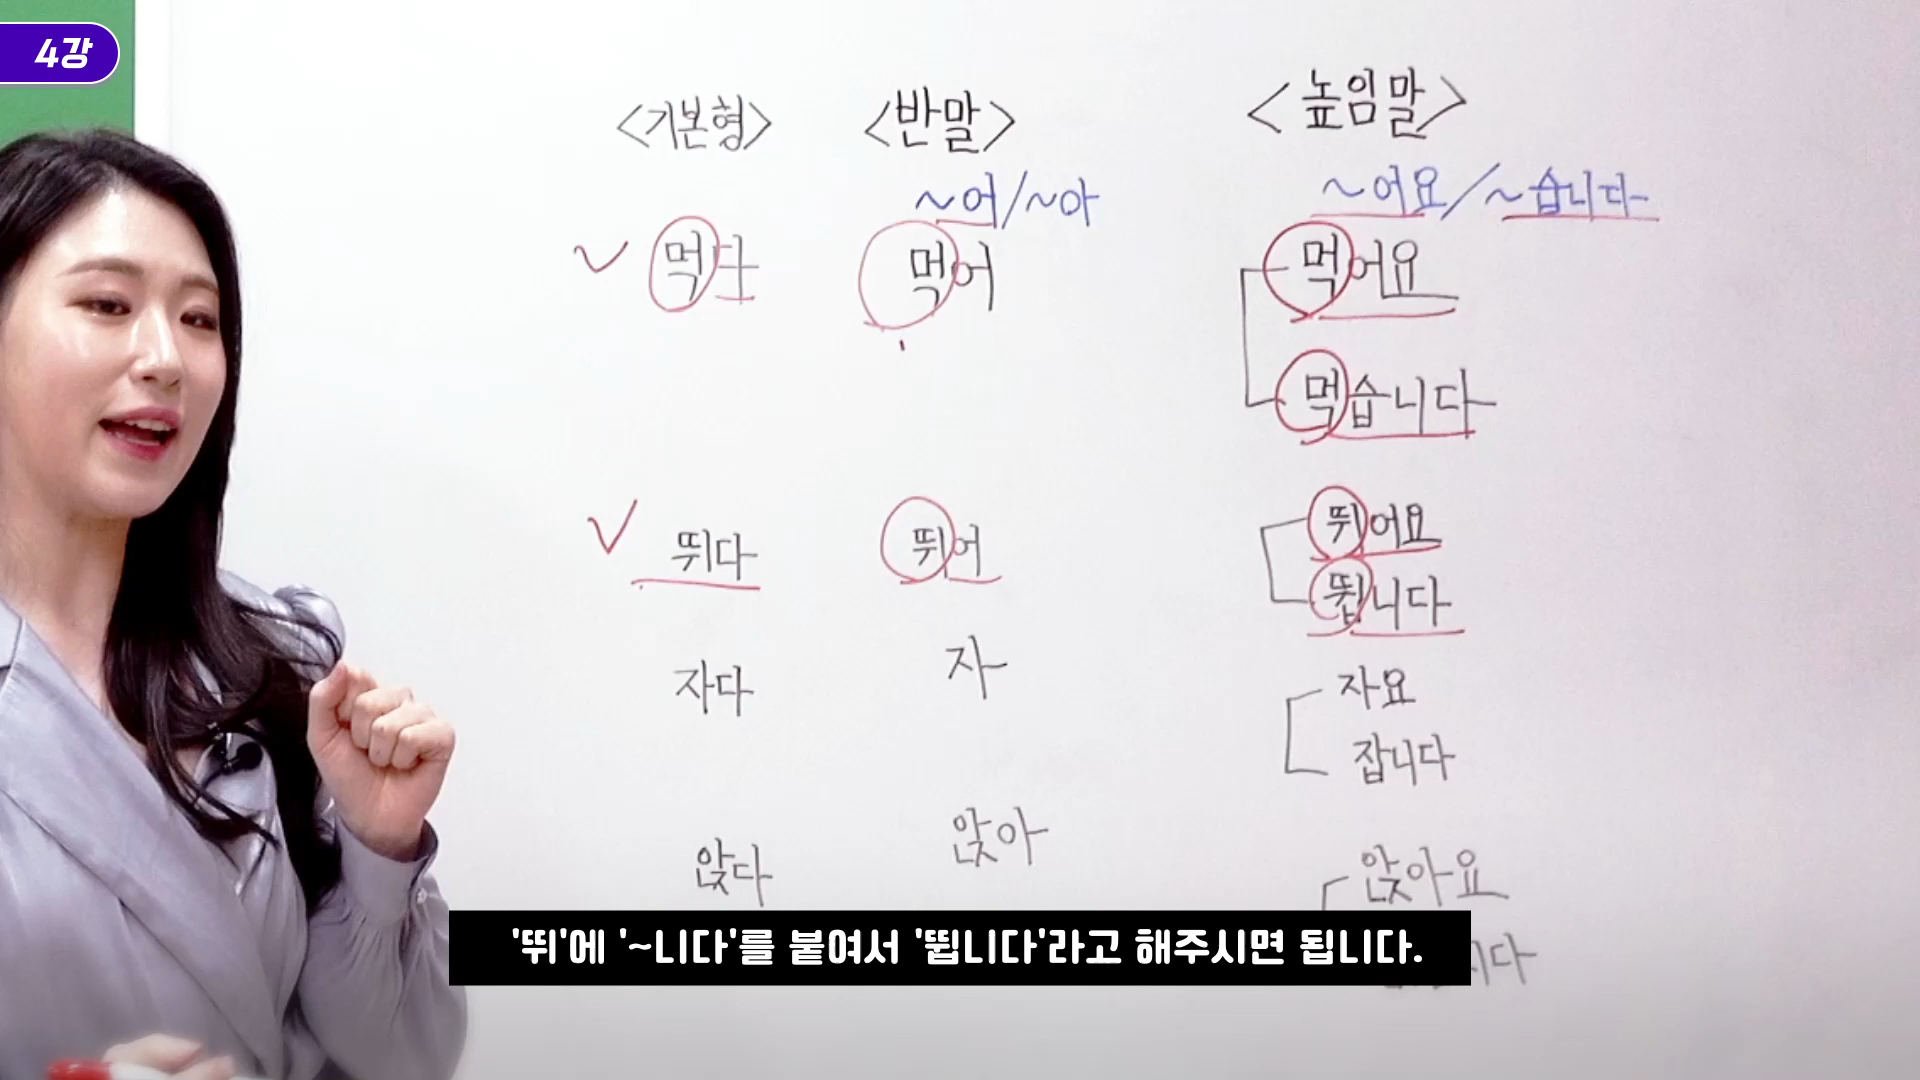 4강
<기본형> <반말> <높임말>
~어/~아 ~어요/~습니다
먹다 먹어 먹어요
먹습니다
뛰다 뛰어 뛰어요
뜁니다
자다 자 자요
잡니다
앉다 앉아 앉아요
니다
'뛰'에 '~니다'를 붙여서 '뜁니다'라고 해주시면 됩니다.